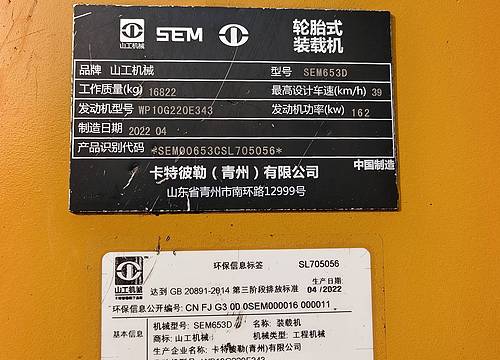 山工机械 SEM 轮胎式
装载机
品牌 山工机械 型号 SEM653D
工作质量(kg) 16822 最高设计车速(km/h) 39
发动机型号 WP10G220E343 发动机功率(kw) 162
制造日期 2022 04
产品识别代码 *SEM00653CSL705056*
中国制造
卡特彼勒（青州）有限公司
山东省青州市南环路12999号
环保信息标签 SL705056
山工机械
达到 GB 20891-2014 第三阶段排放标准
生产日期:
04 /2022
环保信息公开编号: CN FJ G3 00 0SEM000016 000011
基本信息
机械型号: SEM653D 名称: 装载机
商标: 山工机械 机械类型: 工程机械
生产企业名称: 卡特彼勒(青州)有限公司